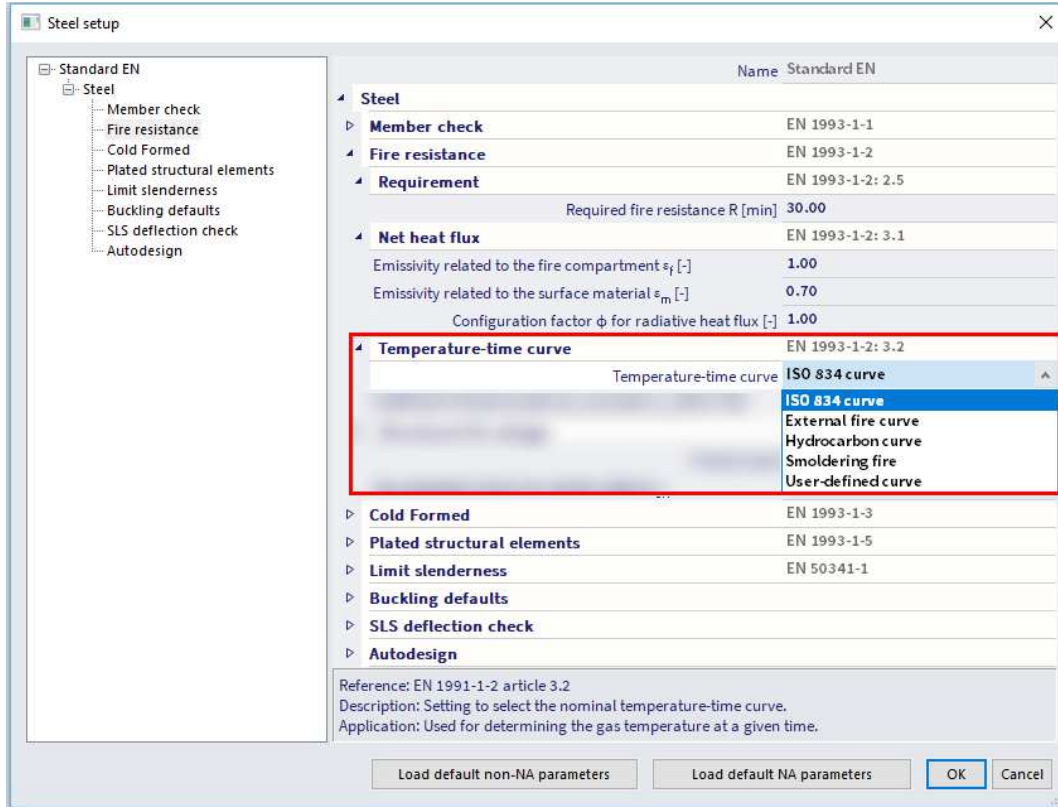 Steel setup
Standard EN
Steel
Member check
Fire resistance
Cold Formed
Plated structural elements
Limit slenderness
Buckling defaults
SLS deflection check
Autodesign
Name Standard EN
Steel
Member check EN 1993-1-1
Fire resistance EN 1993-1-2
Requirement EN 1993-1-2: 2.5
Required fire resistance R [min] 30.00
Net heat flux EN 1993-1-2: 3.1
Emissivity related to the fire compartment εf [-] 1.00
Emissivity related to the surface material εm [-] 0.70
Configuration factor ϕ for radiative heat flux [-] 1.00
Temperature-time curve EN 1993-1-2: 3.2
Temperature-time curve ISO 834 curve
ISO 834 curve
External fire curve
Hydrocarbon curve
Smoldering fire
User-defined curve
Cold Formed EN 1993-1-3
Plated structural elements EN 1993-1-5
Limit slenderness EN 50341-1
Buckling defaults
SLS deflection check
Autodesign
Reference: EN 1991-1-2 article 3.2
Description: Setting to select the nominal temperature-time curve.
Application: Used for determining the gas temperature at a given time.
Load default non-NA parameters Load default NA parameters OK Cancel